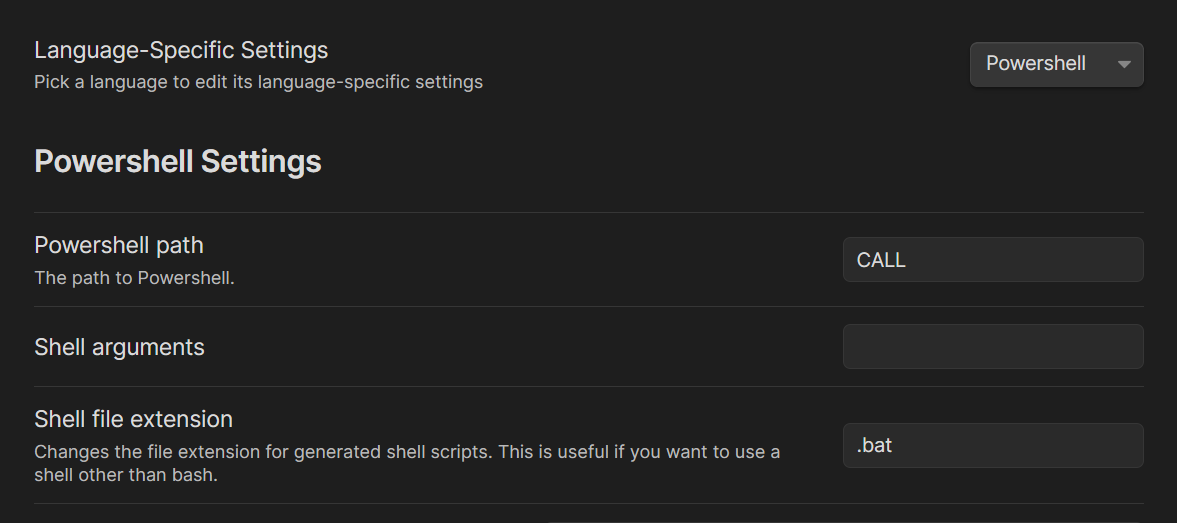 Language-Specific Settings
Pick a language to edit its language-specific settings
Powershell
Powershell Settings
Powershell path
The path to Powershell.
CALL
Shell arguments
Shell file extension
Changes the file extension for generated shell scripts. This is useful if you want to use a
shell other than bash.
.bat